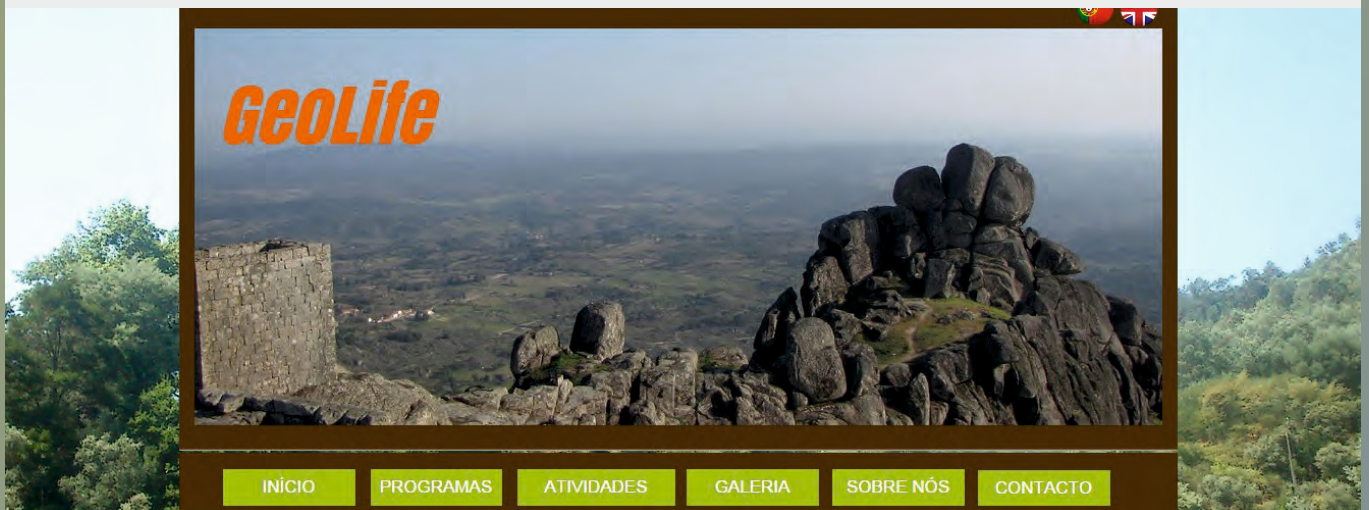 GeoLife
INÍCIO PROGRAMAS ATIVIDADES GALERIA SOBRE NÓS CONTACTO